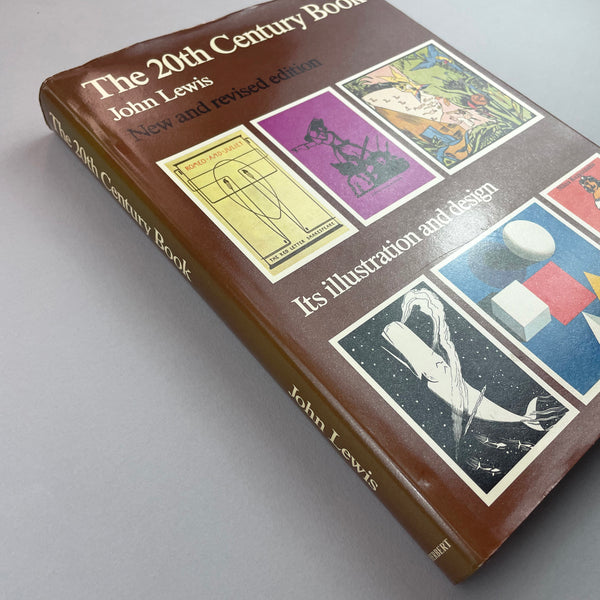 The 20th Century Book
John Lewis
New and revised edition
ROMEO·AND·JULIET
THE RED LETTER SHAKESPEARE
Its illustration and design
The 20th Century Book
John Lewis